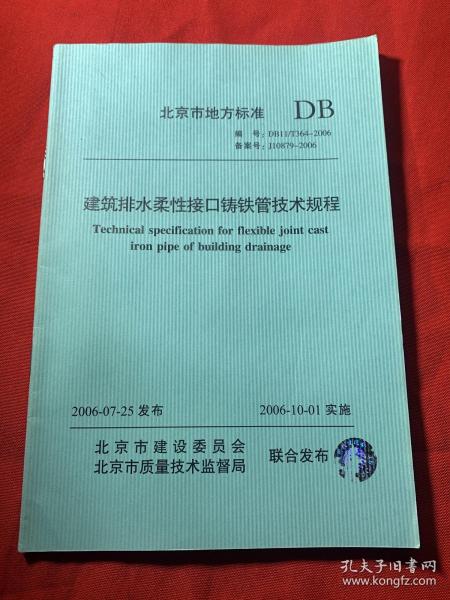 北京市地方标准 DB
编 号:DB11/T364-2006
备案号:J10879-2006
建筑排水柔性接口铸铁管技术规程
Technical specification for flexible joint cast
iron pipe of building drainage
2006-07-25 发布 2006-10-01 实施
北京市建设委员会
北京市质量技术监督局 联合发布
孔夫子旧书网
www.kongfz.com